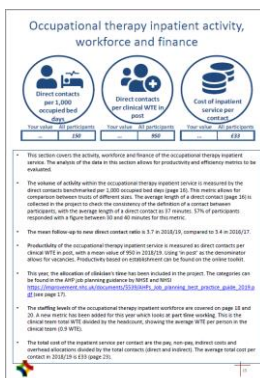 Occupational therapy inpatient activity,
workforce and finance
Direct contacts
per 1,000
occupied bed
days
Direct contacts
per clinical WTE in
post
Cost of inpatient
service per
contact
Your value All participants
... 150
Your value All participants
... 950
Your value All participants
... £33
• This section covers the activity, workforce and finance of the occupational therapy inpatient
service. The analysis of the data in this section allows for productivity and efficiency metrics to be
evaluated.
• The volume of activity within the occupational therapy inpatient service is measured by the
direct contacts benchmarked per 1,000 occupied bed days (page 16). This metric allows for
comparison between trusts of different sizes. The average length of a direct contact (page 16) is
collected in the project to check the consistency of the definition of a contact between
participants, with the average length of a direct contact as 37 minutes. 57% of participants
responded with a figure between 30 and 40 minutes for this metric.
• The mean follow-up to new direct contact ratio is 3.7 in 2018/19, compared to 3.4 in 2016/17.
• Productivity of the occupational therapy inpatient service is measured as direct contacts per
clinical WTE in post, with a mean value of 950 in 2018/19. Using 'in post' as the denominator
allows for vacancies. Productivity based on establishment can be found on the online toolkit.
• This year, the allocation of clinician's time has been included in the project. The categories can
be found in the AHP job planning guidance by NHSE and NHSI
(see page 17).
• The staffing levels of the occupational therapy inpatient workforce are covered on page 18 and
20. A new metric has been added for this year which looks at part time working. This is the
clinical team total WTE divided by the headcount, showing the average WTE per person in the
clinical team (0.9 WTE).
• The total cost of the inpatient service per contact are the pay, non-pay, indirect costs and
overhead allocations divided by the total contacts (direct and indirect). The average total cost per
contact in 2018/19 is £33 (page 23).